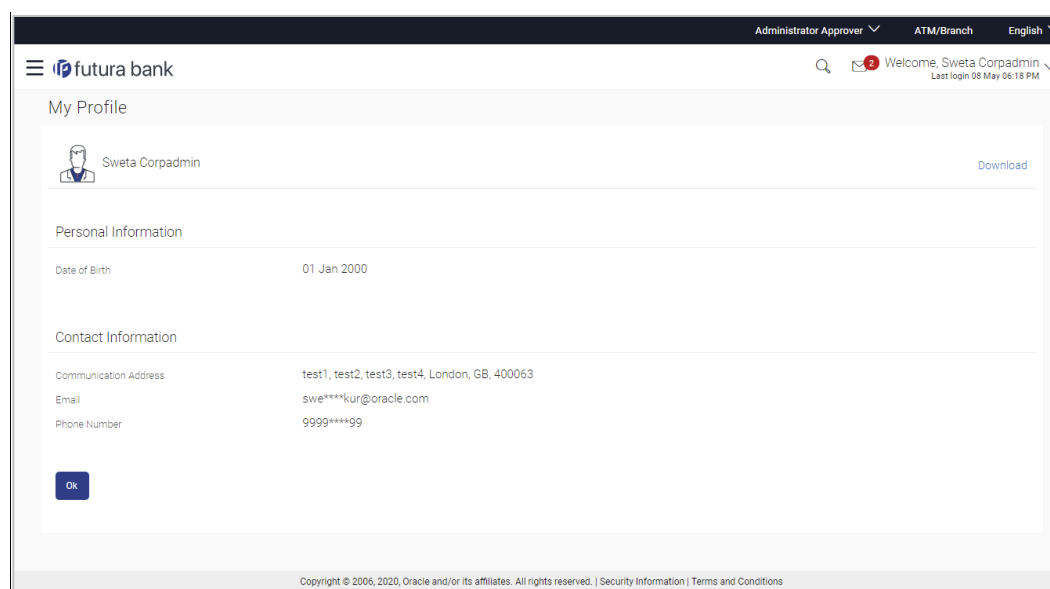 Administrator Approver ATM/Branch English
futura bank 2 Welcome, Sweta Corpadmin
Last login 08 May 06:18 PM
My Profile
Sweta Corpadmin Download
Personal Information
Date of Birth 01 Jan 2000
Contact Information
Communication Address test1, test2, test3, test4, London, GB, 400063
Email swe****kur@oracle.com
Phone Number 9999****99
Ok
Copyright © 2006, 2020, Oracle and/or its affiliates. All rights reserved. | Security Information | Terms and Conditions